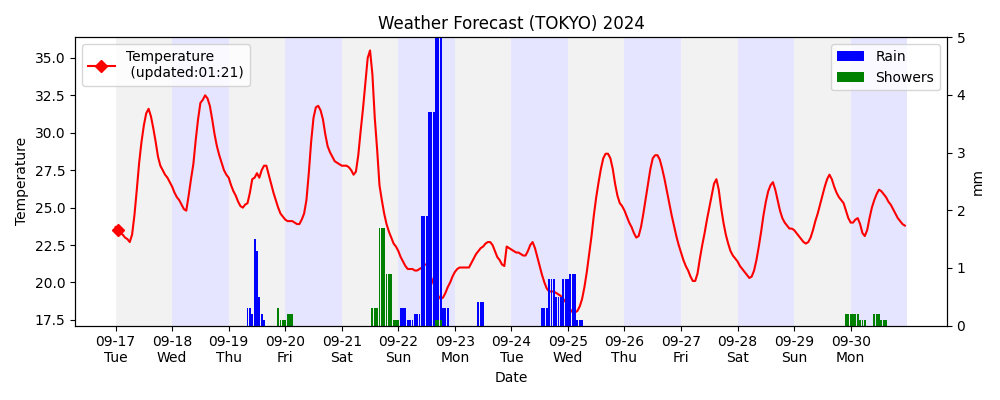 Weather Forecast (TOKYO) 2024
Temperature
(updated:01:21)
Rain
Showers
Temperature
35.0
32.5
30.0
27.5
25.0
22.5
20.0
17.5
5
4
3
2
1
0
mm
09-17 09-18 09-19 09-20 09-21 09-22 09-23 09-24 09-25 09-26 09-27 09-28 09-29 09-30
Tue Wed Thu Fri Sat Sun Mon Tue Wed Thu Fri Sat Sun Mon
Date